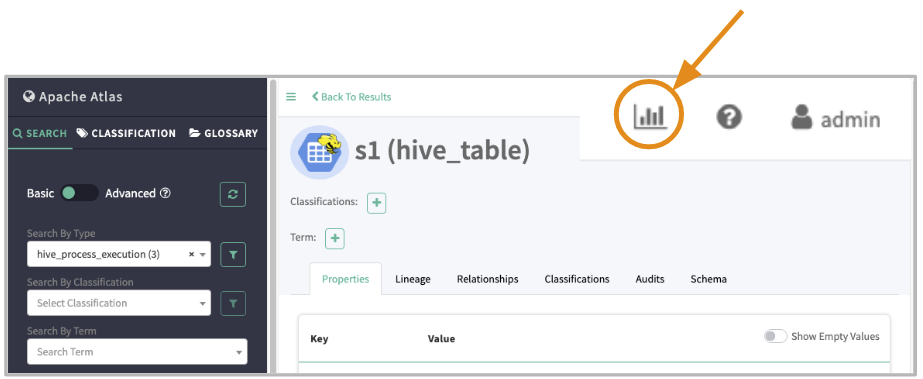 Apache Atlas
Back To Results
admin
SEARCH CLASSIFICATION GLOSSARY
s1 (hive_table)
Basic Advanced
Classifications:
Search By Type
Term:
hive_process_execution (3)
Search By Classification
Properties Lineage Relationships Classifications Audits Schema
Select Classification
Search By Term
Key Value Show Empty Values
Search Term